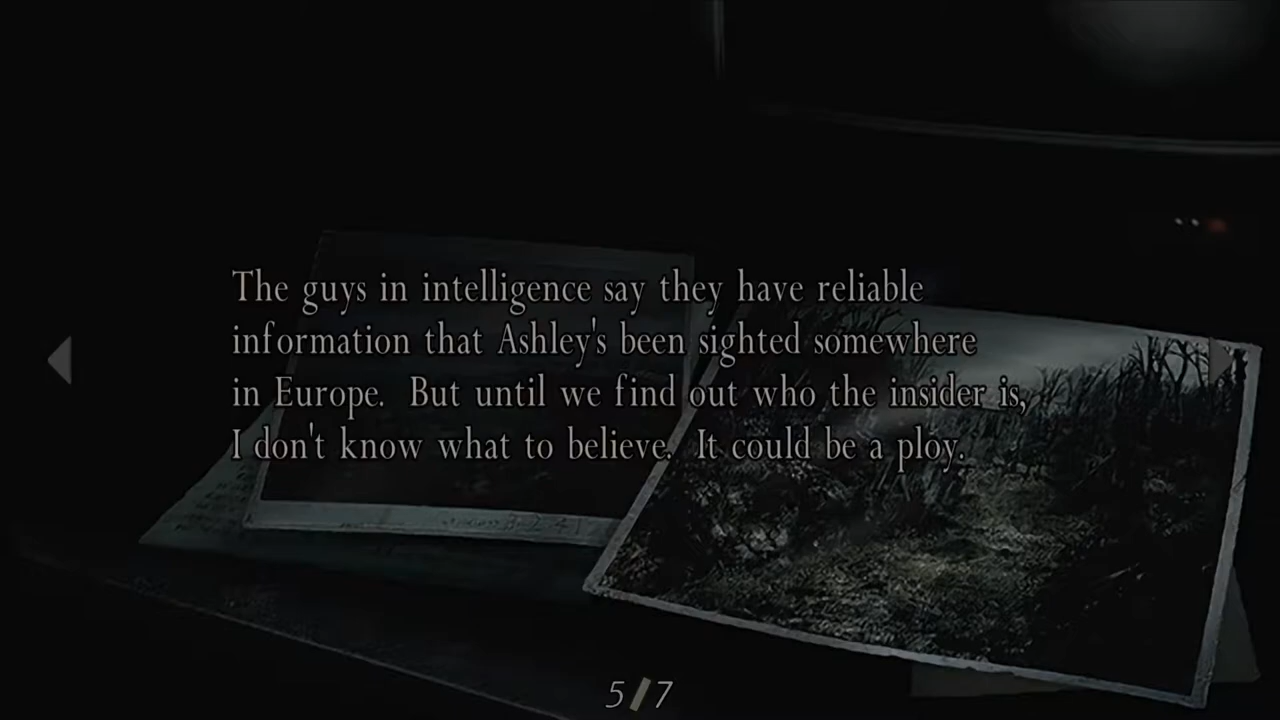 The guys in intelligence say they have reliable
information that Ashley's been sighted somewhere
in Europe. But until we find out who the insider is,
I don't know what to believe. It could be a ploy.
5/7